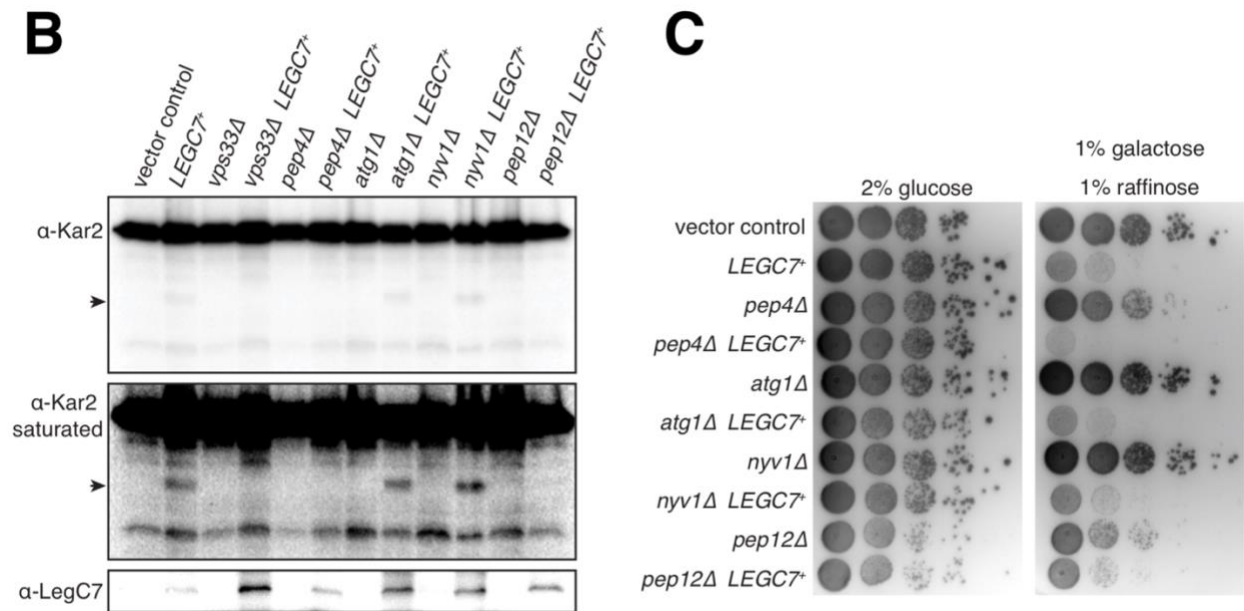 B
vector control
LEGC7⁺
vps33Δ
vps33Δ LEGC7⁺
pep4Δ
pep4Δ LEGC7⁺
atg1Δ
atg1Δ LEGC7⁺
nyv1Δ
nyv1Δ LEGC7⁺
pep12Δ
pep12Δ LEGC7⁺
α-Kar2
α-Kar2
saturated
α-LegC7
C
2% glucose
1% galactose
1% raffinose
vector control
LEGC7⁺
pep4Δ
pep4Δ LEGC7⁺
atg1Δ
atg1Δ LEGC7⁺
nyv1Δ
nyv1Δ LEGC7⁺
pep12Δ
pep12Δ LEGC7⁺